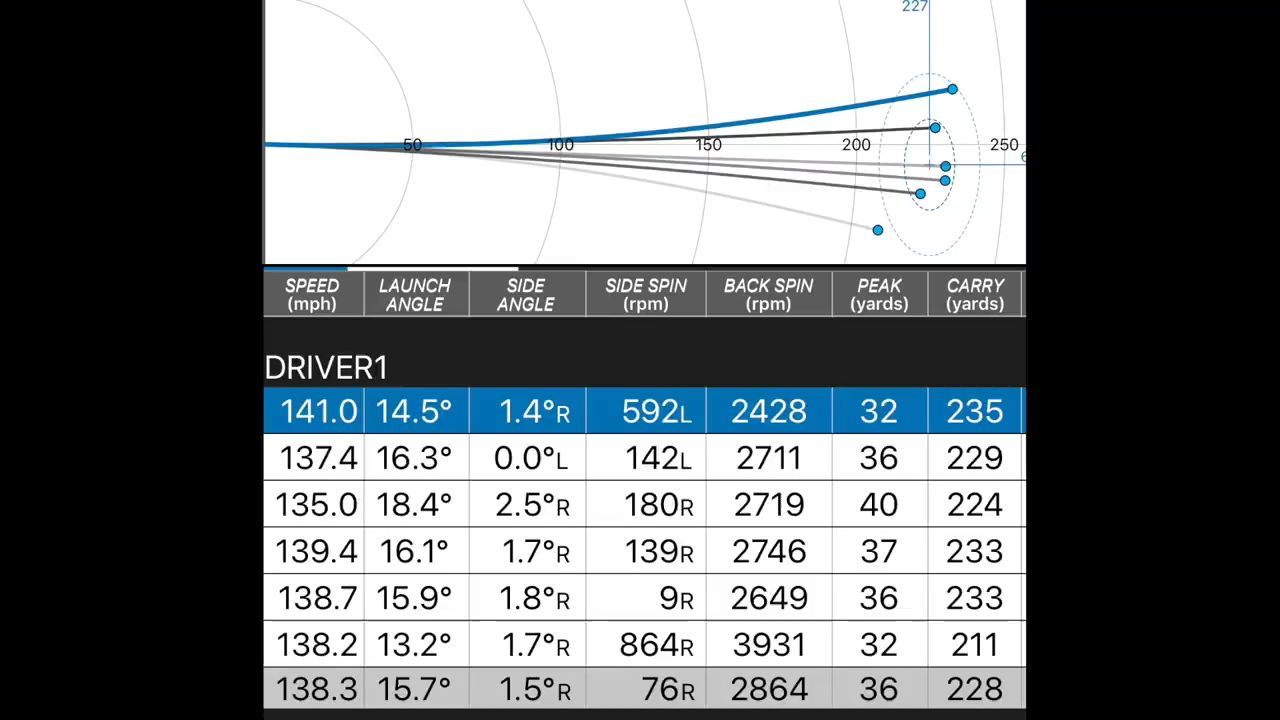 227
50 100 150 200 250
6
SPEED (mph) LAUNCH ANGLE SIDE ANGLE SIDE SPIN (rpm) BACK SPIN (rpm) PEAK (yards) CARRY (yards)
DRIVER1
141.0 14.5° 1.4°R 592L 2428 32 235
137.4 16.3° 0.0°L 142L 2711 36 229
135.0 18.4° 2.5°R 180R 2719 40 224
139.4 16.1° 1.7°R 139R 2746 37 233
138.7 15.9° 1.8°R 9R 2649 36 233
138.2 13.2° 1.7°R 864R 3931 32 211
138.3 15.7° 1.5°R 76R 2864 36 228